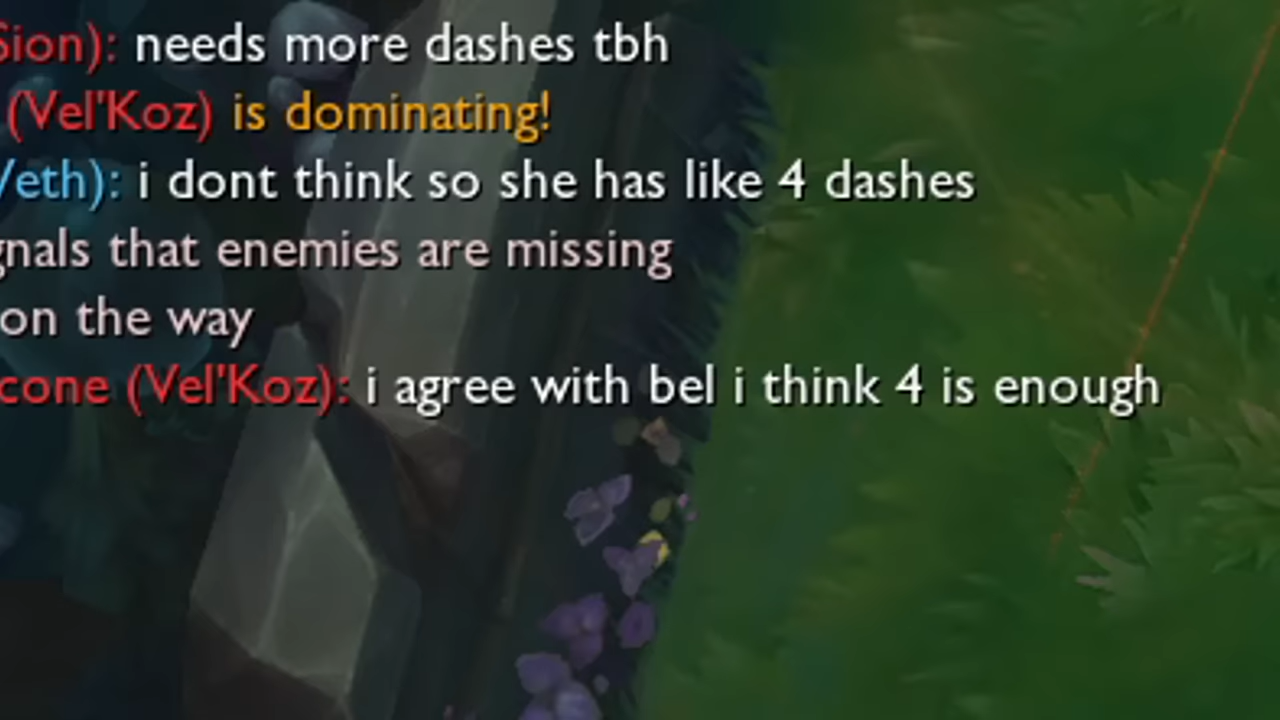 Sion): needs more dashes tbh
(Vel'Koz) is dominating!
Veth): i dont think so she has like 4 dashes
gnals that enemies are missing
on the way
cone (Vel'Koz): i agree with bel i think 4 is enough